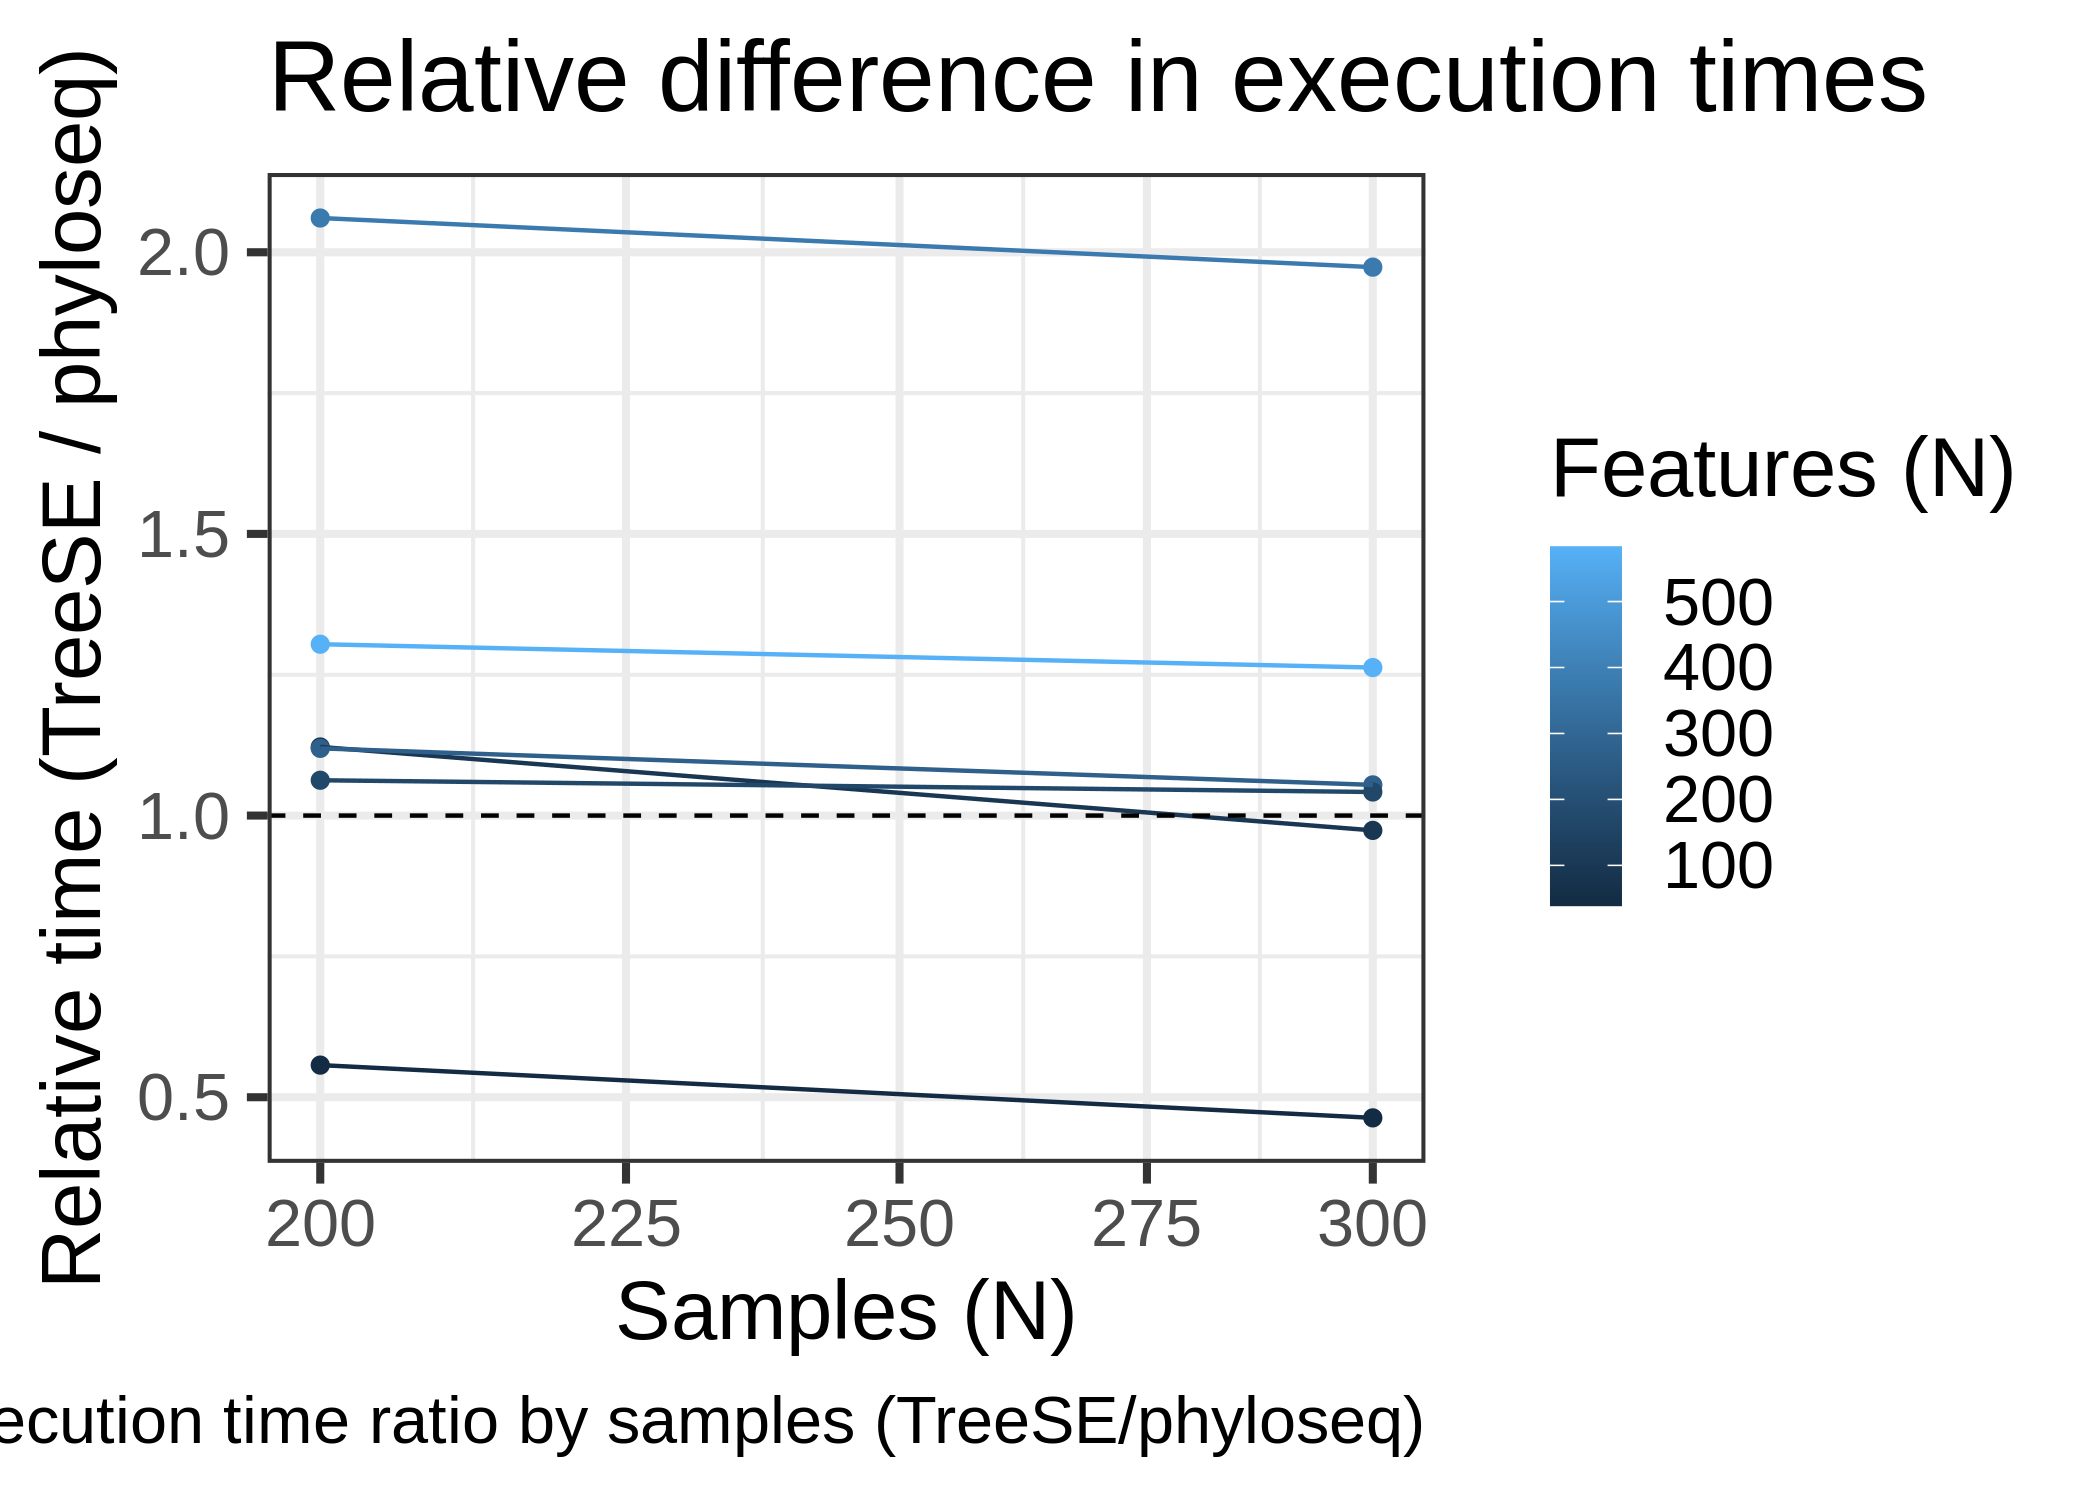 Relative difference in execution times
Relative time (TreeSE / phyloseq)
2.0
1.5
1.0
0.5
200 225 250 275 300
Samples (N)
Features (N)
500
400
300
200
100
time ratio by samples (TreeSE/phyloseq)